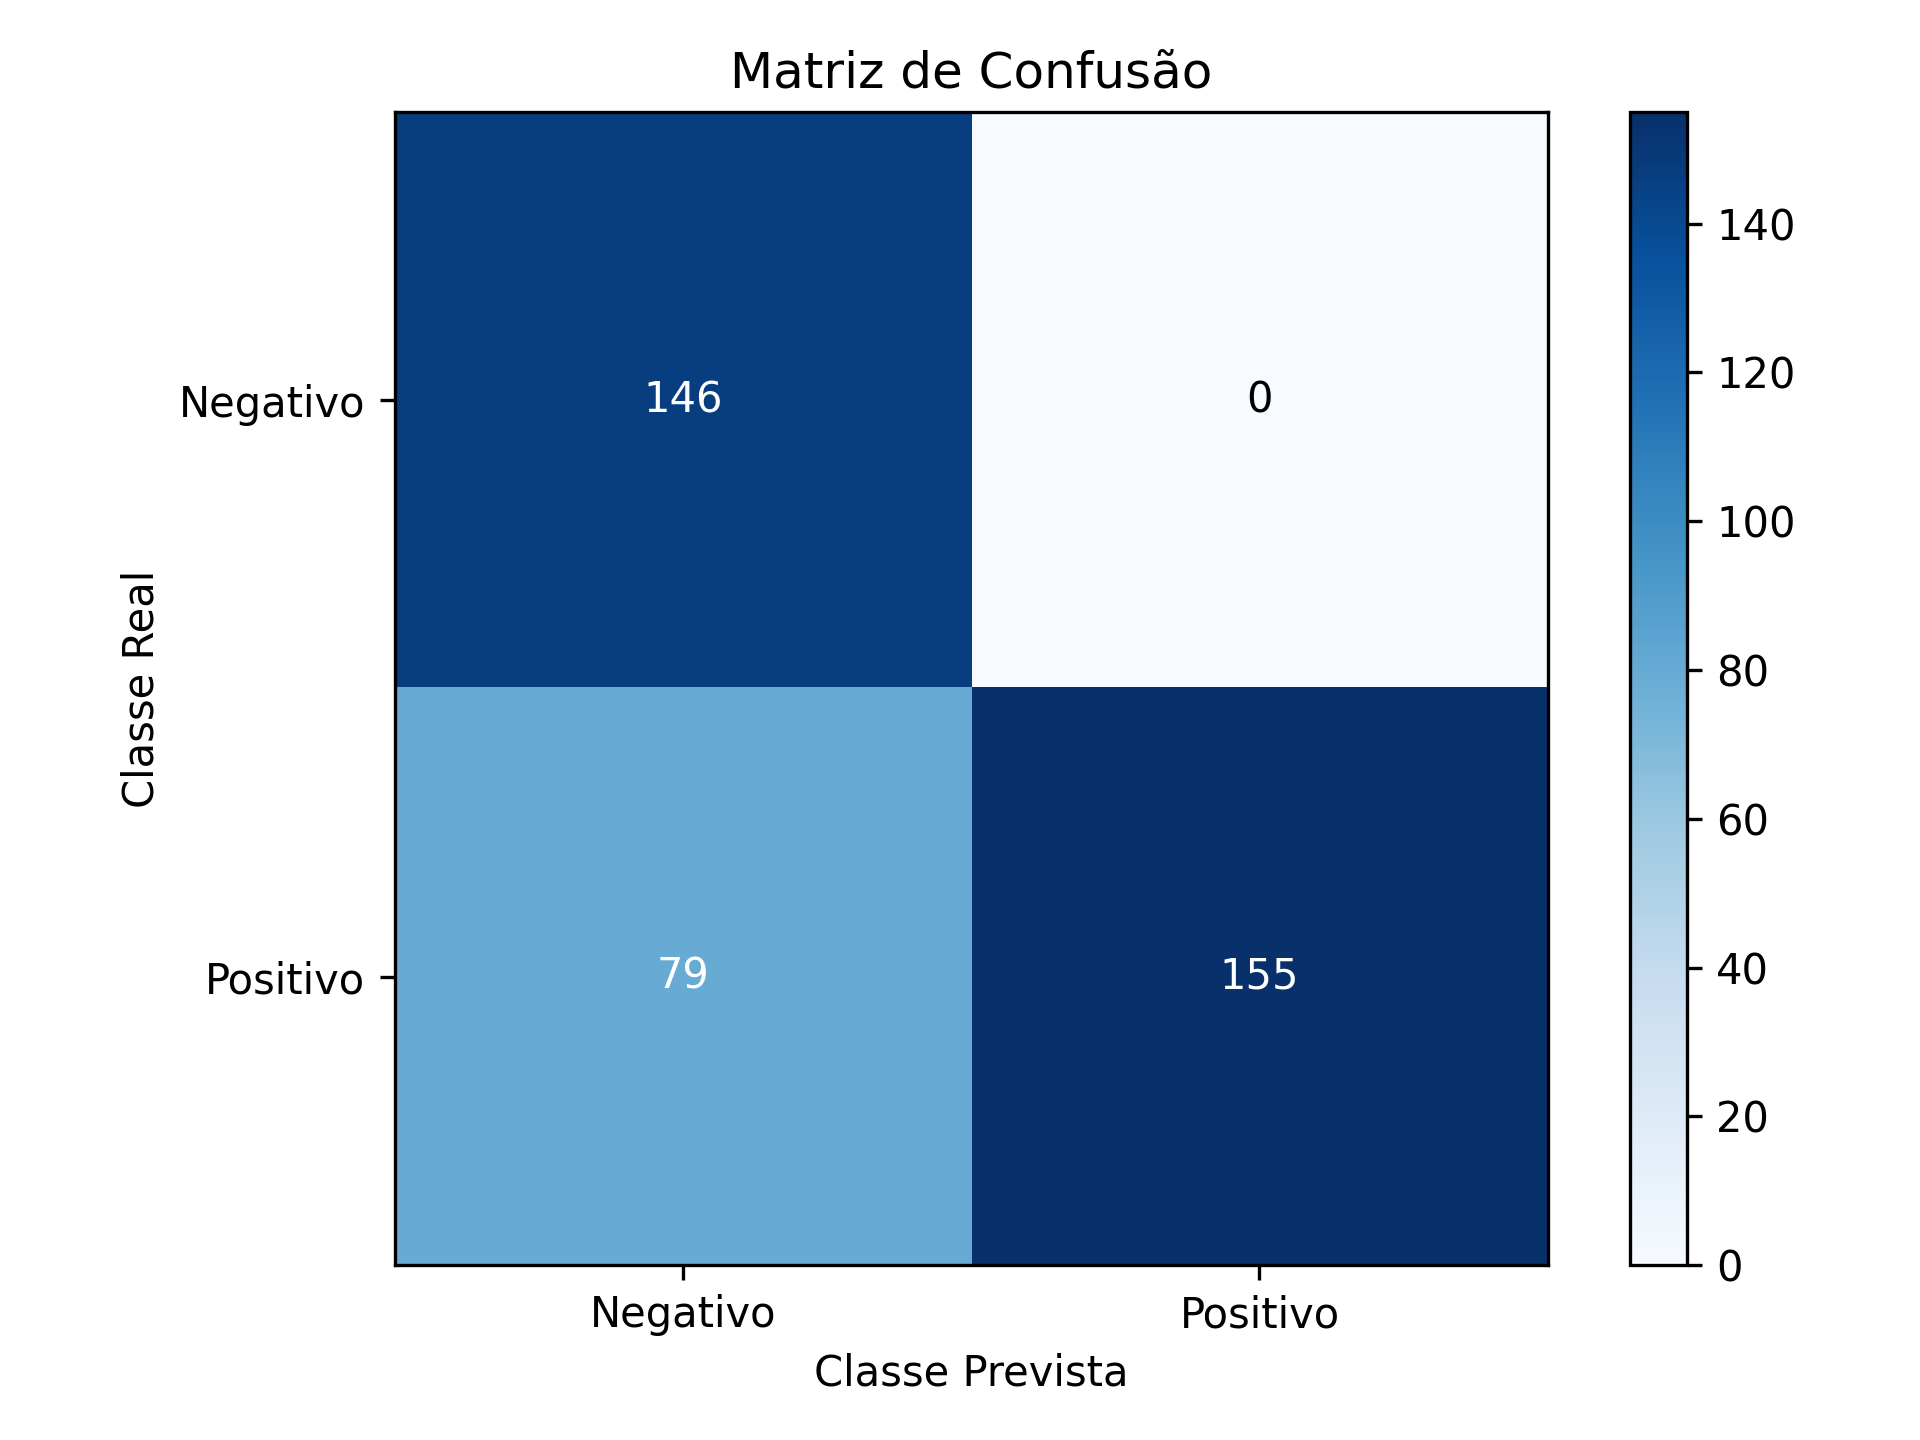 Matriz de Confusão
Negativo
Positivo
Classe Real
146
0
79
155
Negativo
Positivo
Classe Prevista
140
120
100
80
60
40
20
0